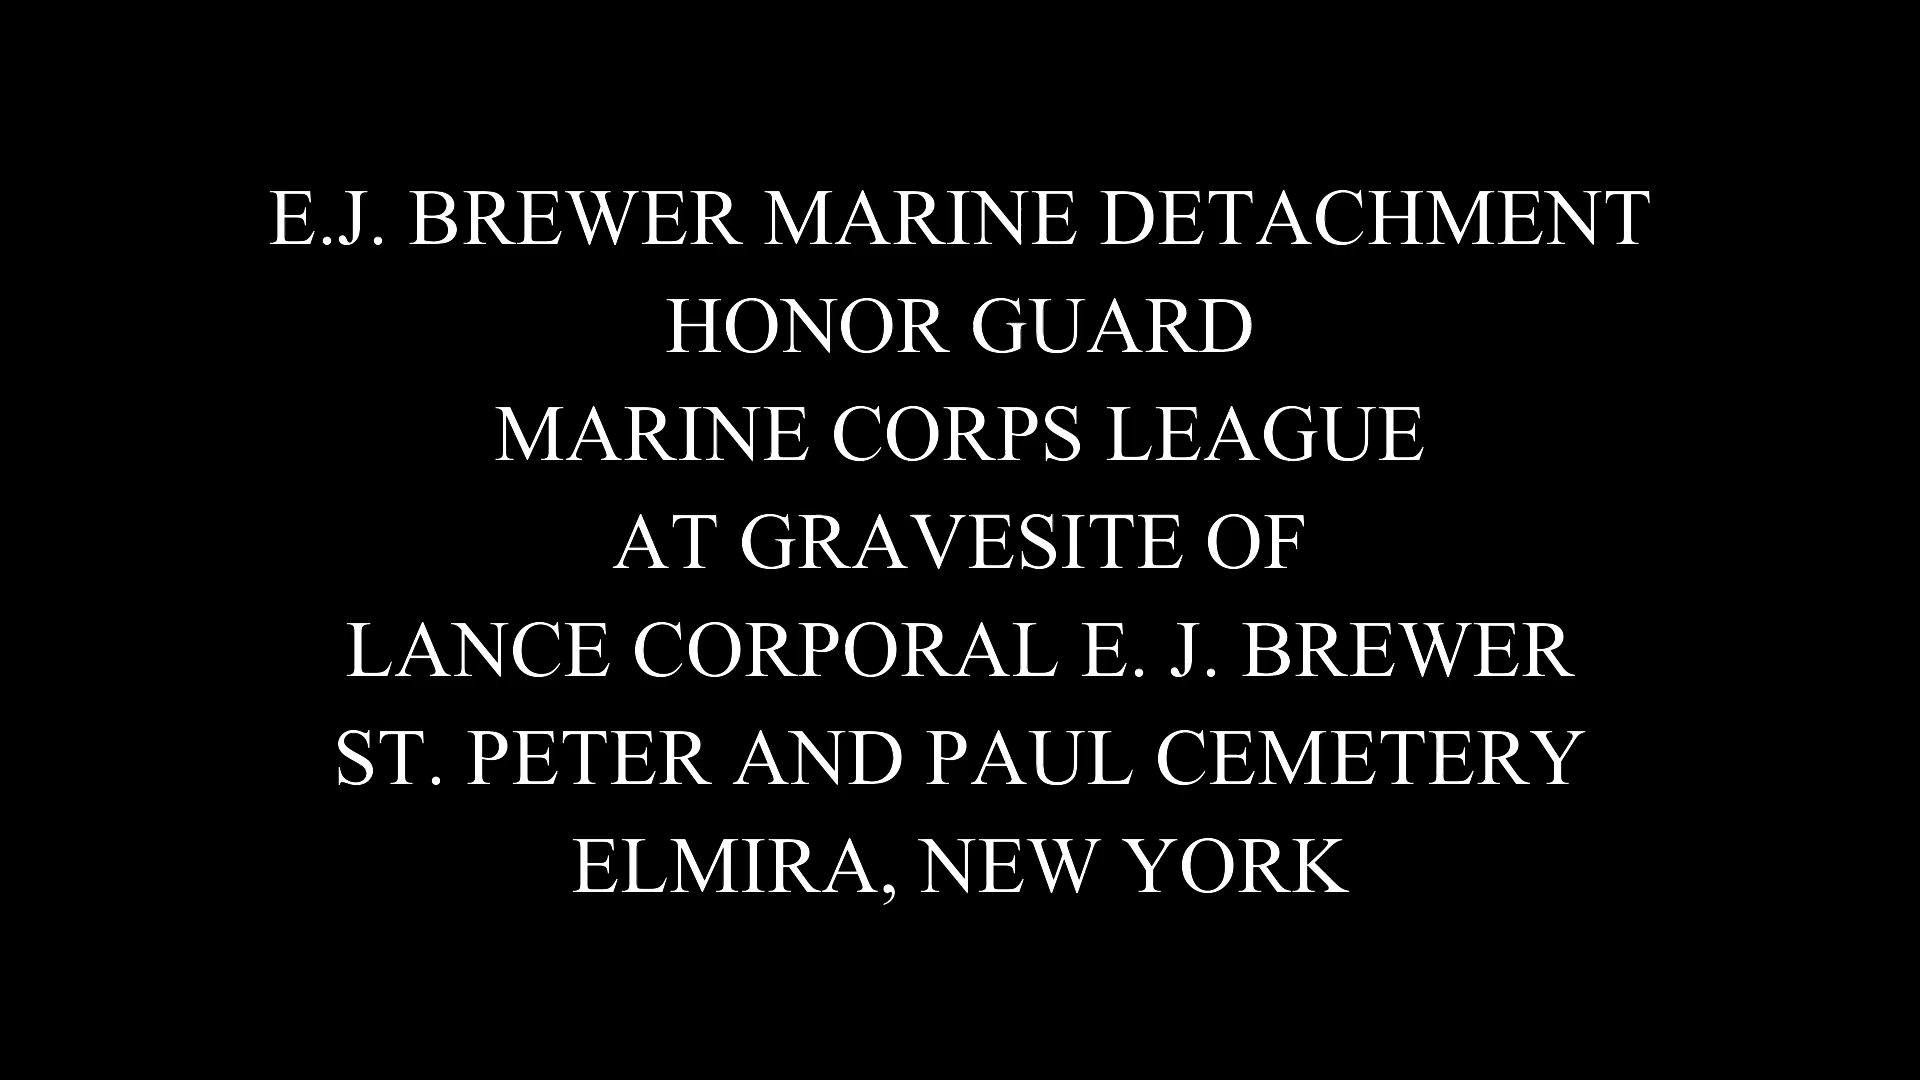 E.J. BREWER MARINE DETACHMENT
HONOR GUARD
MARINE CORPS LEAGUE
AT GRAVESITE OF
LANCE CORPORAL E. J. BREWER
ST. PETER AND PAUL CEMETERY
ELMIRA, NEW YORK